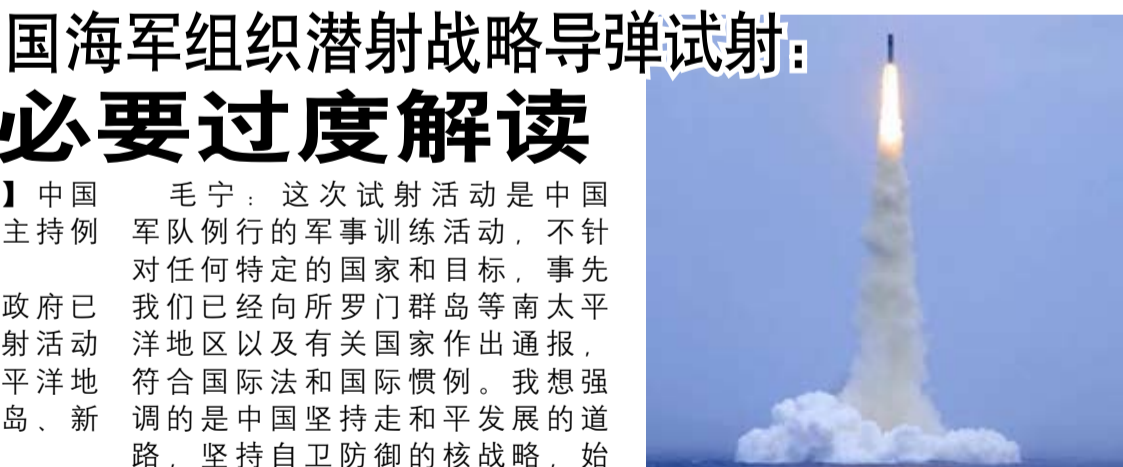 国海军组织潜射战略导弹试射：
必要过度解读
】中国
主持例
政府已
射活动
平洋地
岛、新
毛宁：这次试射活动是中国
军队例行的军事训练活动，不针
对任何特定的国家和目标，事先
我们已经向所罗门群岛等南太平
洋地区以及有关国家作出通报，
符合国际法和国际惯例。我想强
调的是中国坚持走和平发展的道
路，坚持自卫防御的核战略，始